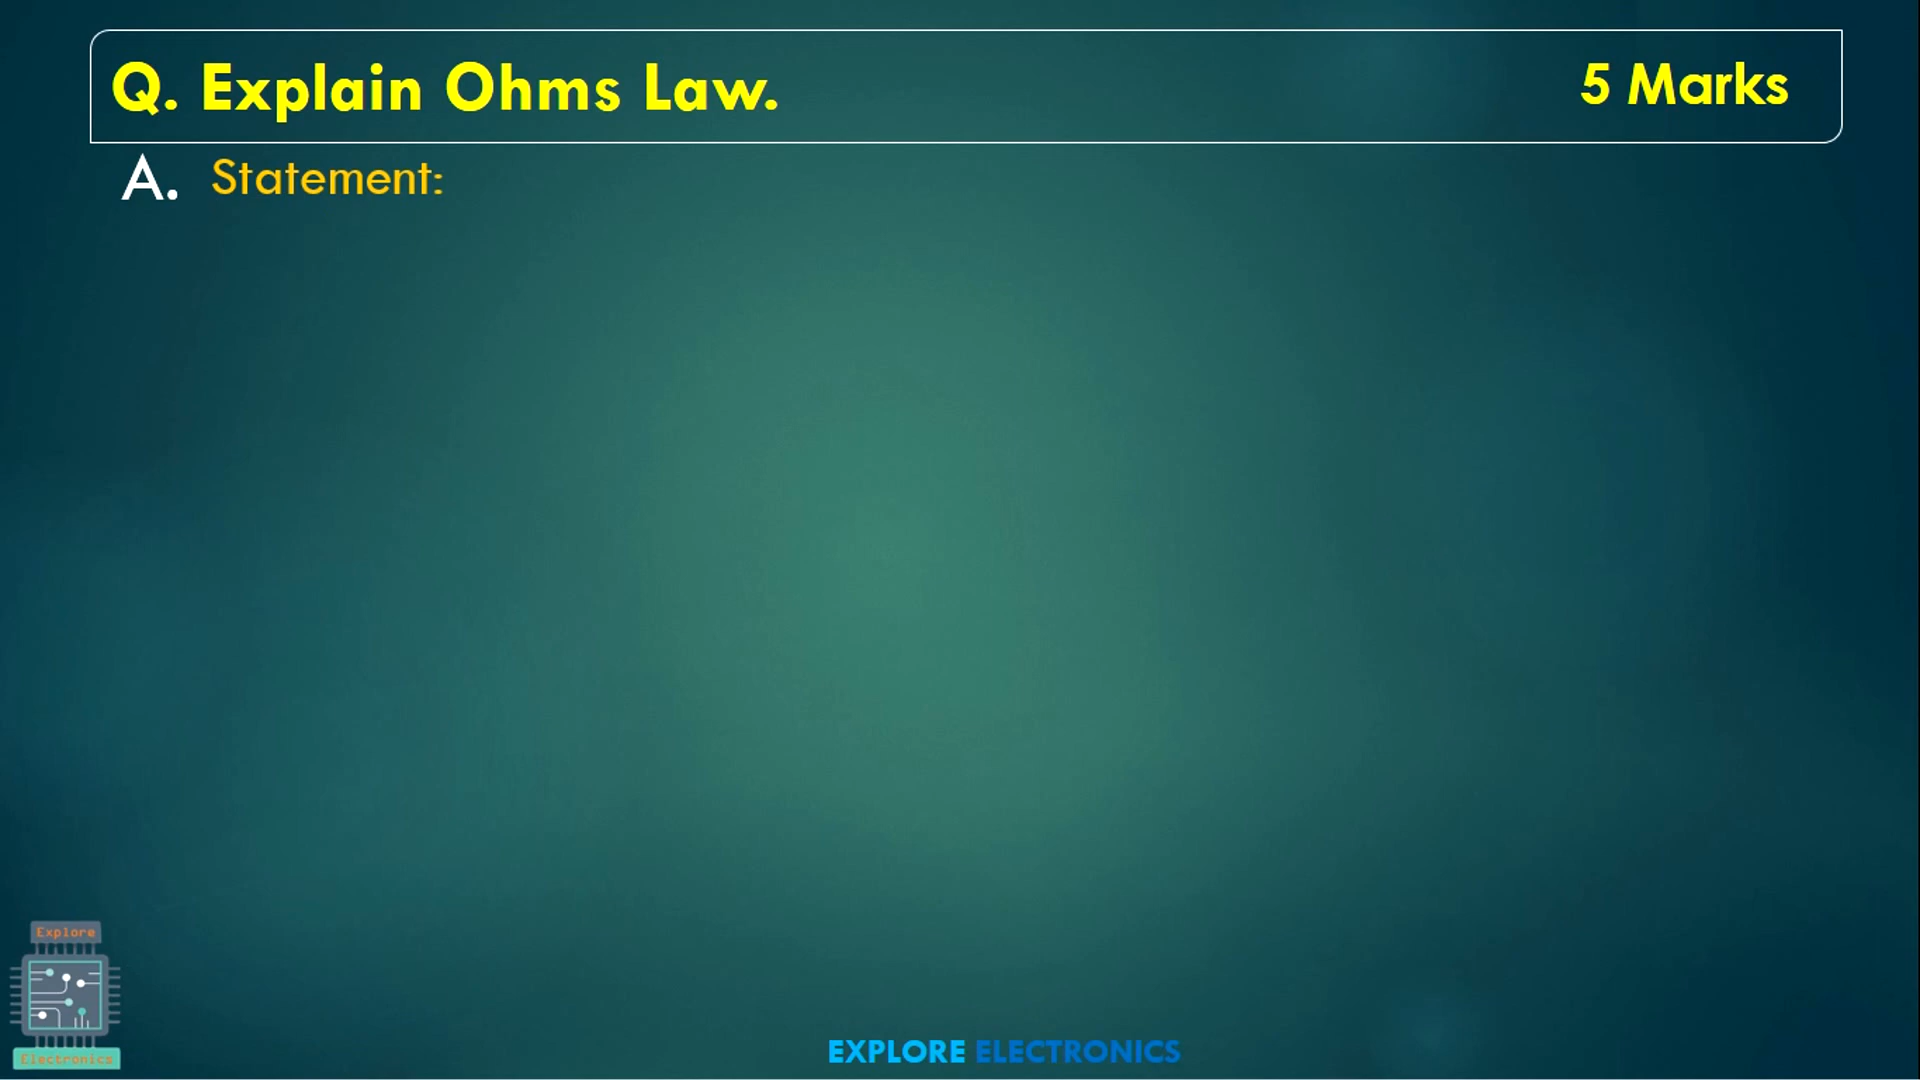 Q. Explain Ohms Law.
5 Marks
A. Statement:
Explore
Electronics
EXPLORE ELECTRONICS